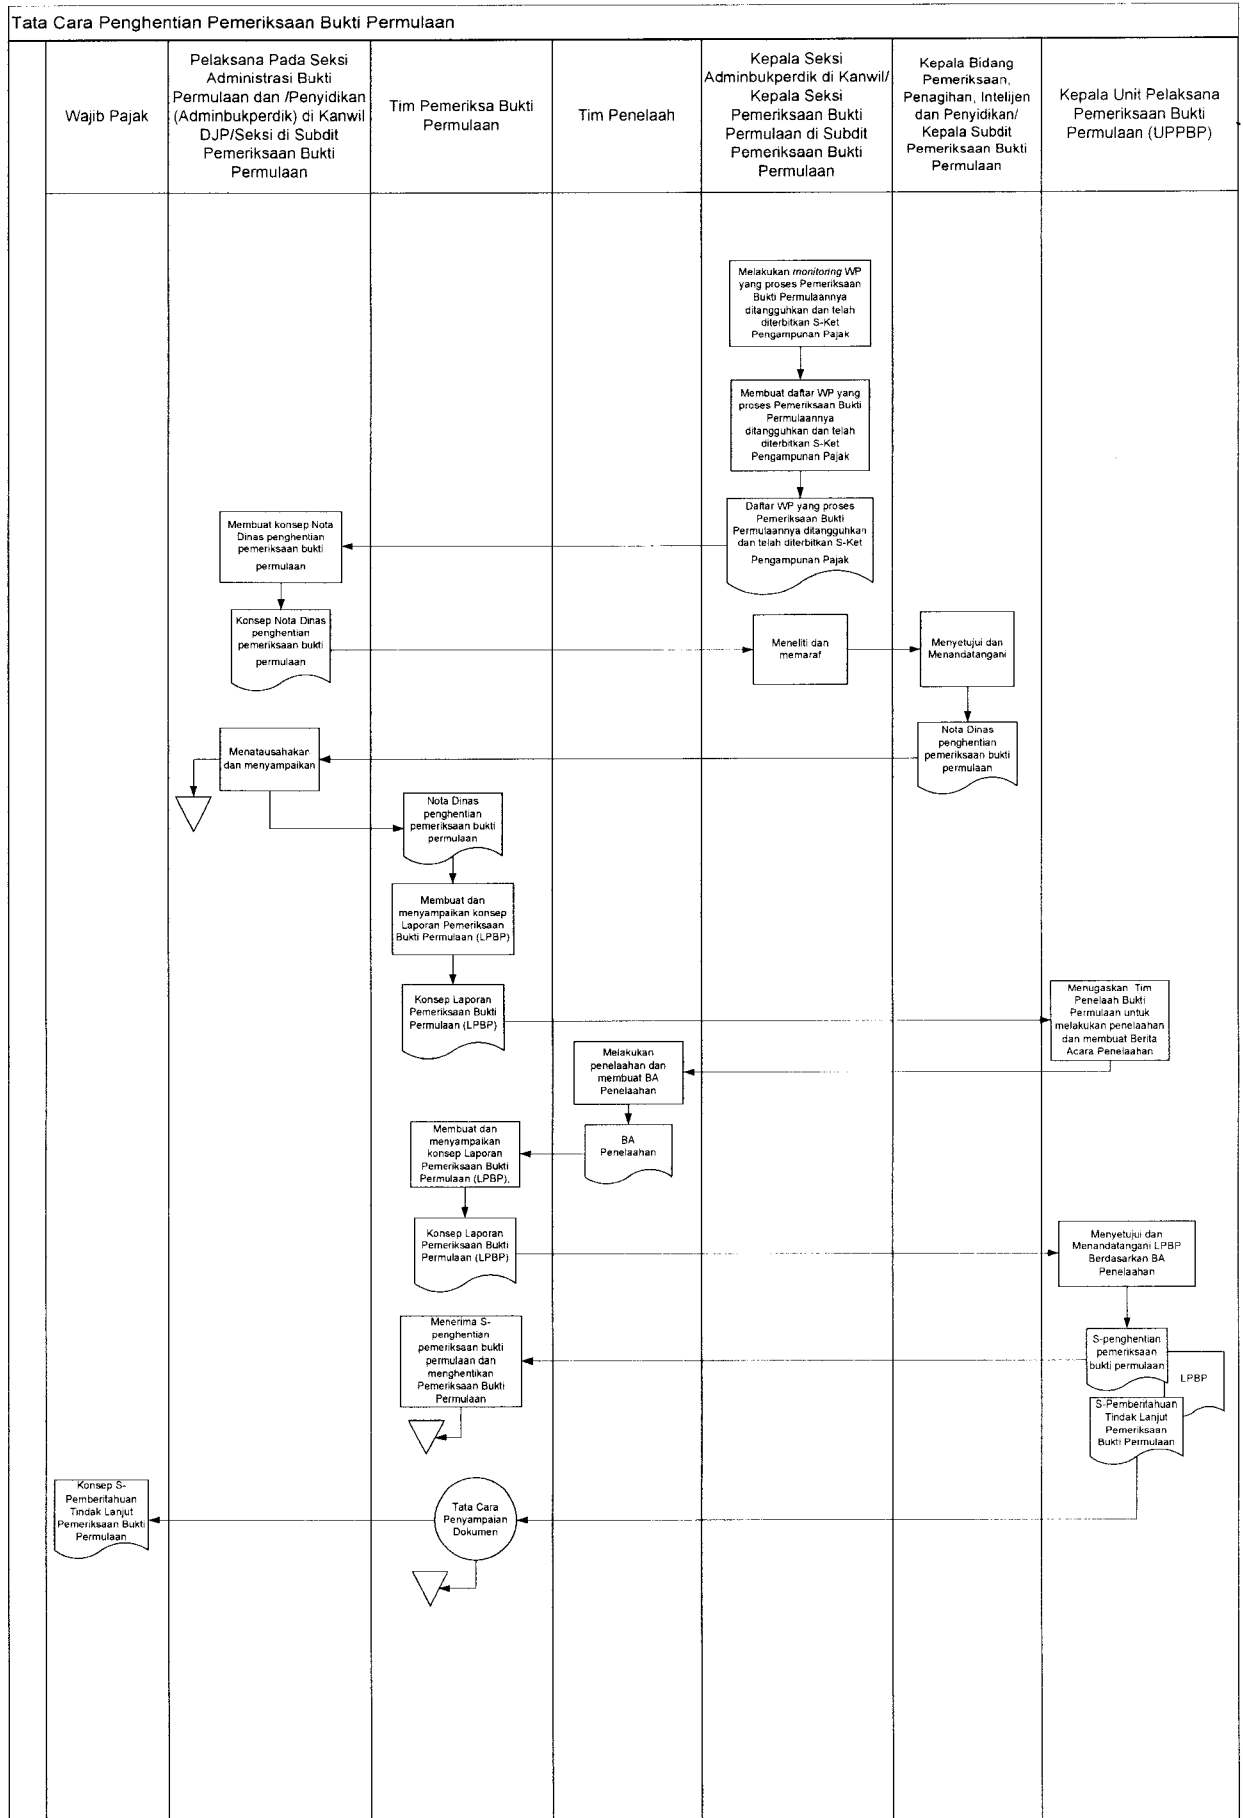 Tata Cara Penghentian Pemeriksaan Bukti Permulaan
Wajib Pajak
Pelaksana Pada Seksi
Administrasi Bukti
Permulaan dan /Penyidikan
(Adminbukperdik) di Kanwil
DJP/Seksi di Subdit
Pemeriksaan Bukti
Permulaan
Tim Pemeriksa Bukti
Permulaan
Tim Penelaah
Kepala Seksi
Adminbukperdik di Kanwil/
Kepala Seksi
Pemeriksaan Bukti
Permulaan di Subdit
Pemeriksaan Bukti
Permulaan
Kepala Bidang
Pemeriksaan,
Penagihan, Intelijen
dan Penyidikan/
Kepala Subdit
Pemeriksaan Bukti
Permulaan
Kepala Unit Pelaksana
Pemeriksaan Bukti
Permulaan (UPPBP)
Melakukan monitoring WP
yang proses Pemeriksaan
Bukti Permulaannya
ditangguhkan dan telah
diterbitkan S-Ket
Pengampunan Pajak
Membuat daftar WP yang
proses Pemeriksaan Bukti
Permulaannya
ditangguhkan dan telah
diterbitkan S-Ket
Pengampunan Pajak
Daftar WP yang proses
Pemeriksaan Bukti
Permulaannya ditangguhkan
dan telah diterbitkan S-Ket
Pengampunan Pajak
Membuat konsep Nota
Dinas penghentian
pemeriksaan bukti
permulaan
Konsep Nota Dinas
penghentian
pemeriksaan bukti
permulaan
Meneliti dan
memaraf
Menyetujui dan
Menandatangani
Nota Dinas
penghentian
pemeriksaan bukti
permulaan
Menatausahakan
dan menyampaikan
Nota Dinas
penghentian
pemeriksaan bukti
permulaan
Membuat dan
menyampaikan konsep
Laporan Pemeriksaan
Bukti Permulaan (LPBP)
Konsep Laporan
Pemeriksaan Bukti
Permulaan (LPBP)
Menugaskan Tim
Penelaah Bukti
Permulaan untuk
melakukan penelaahan
dan membuat Berita
Acara Penelaahan
Melakukan
penelaahan dan
membuat BA
Penelaahan
BA
Penelaahan
Membuat dan
menyampaikan
konsep Laporan
Pemeriksaan Bukti
Permulaan (LPBP),
Konsep Laporan
Pemeriksaan Bukti
Permulaan (LPBP)
Menyetujui dan
Menandatangani LPBP
Berdasarkan BA
Penelaahan
Menerima S-
penghentian
pemeriksaan bukti
permulaan dan
menghentikan
Pemeriksaan Bukti
Permulaan
S-penghentian
pemeriksaan
bukti permulaan
LPBP
S-Pemberitahuan
Tindak Lanjut
Pemeriksaan
Bukti Permulaan
Konsep S-
Pemberitahuan
Tindak Lanjut
Pemeriksaan Bukti
Permulaan
Tata Cara
Penyampaian
Dokumen